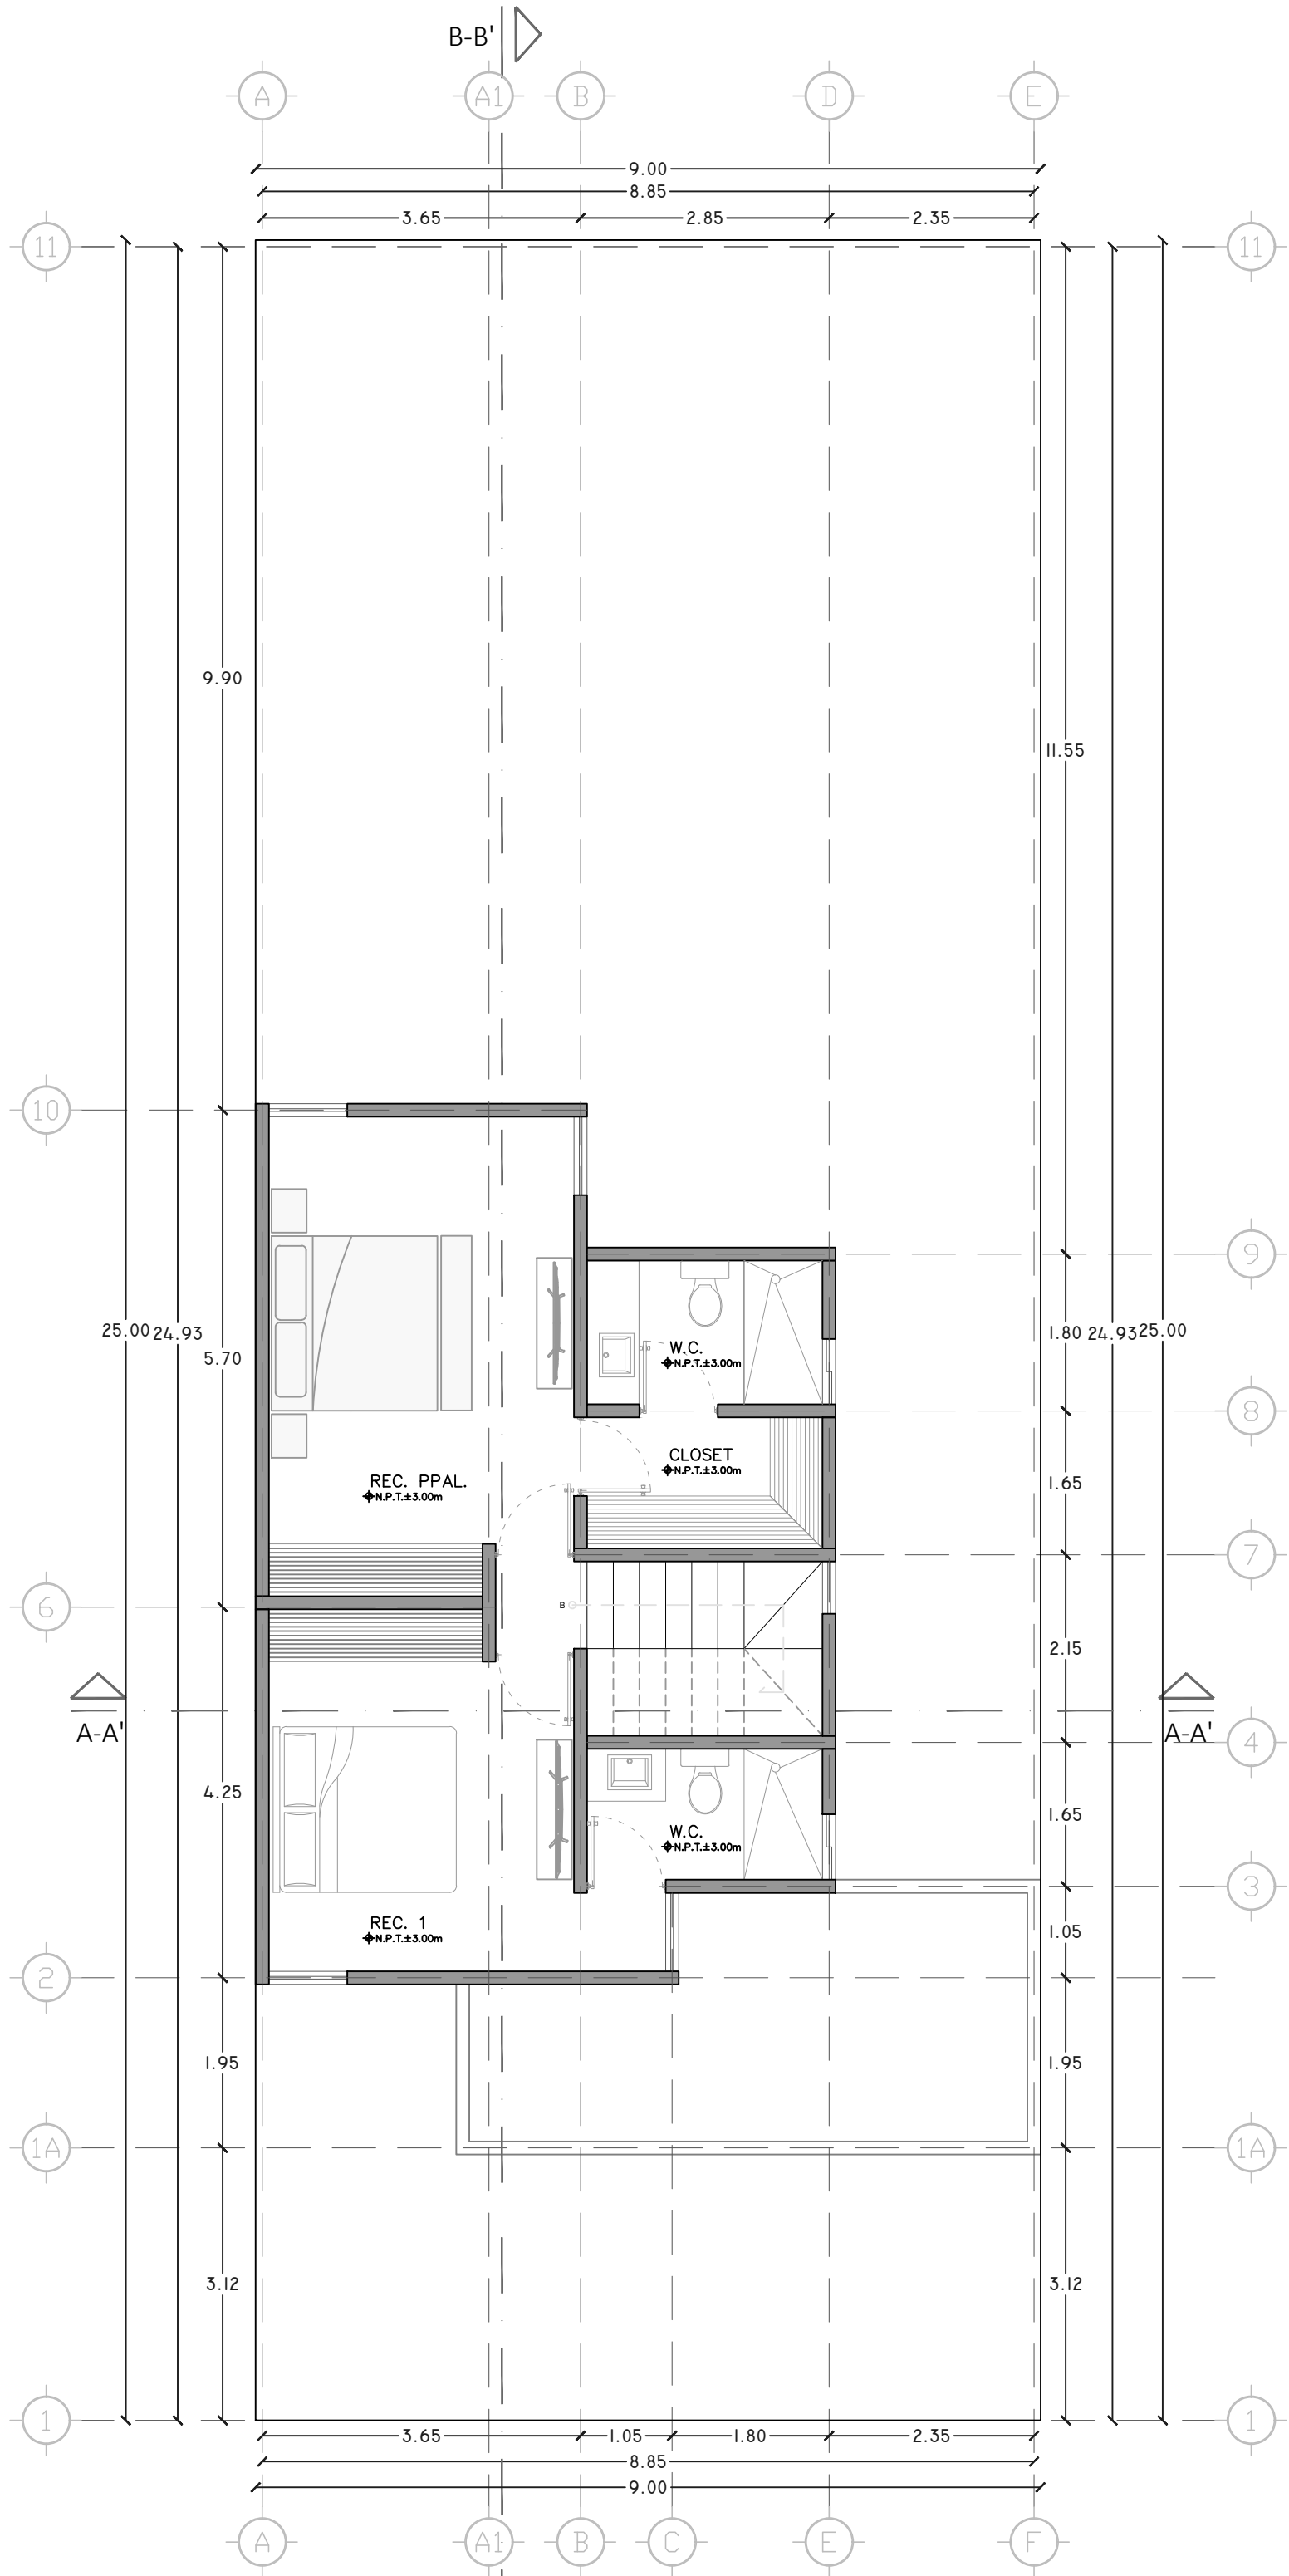 B-B'
A A1 B D E
9.00
8.85
3.65 2.85 2.35
11 11
9.90
11.55
10
9
25.00 24.93 1.80 24.93 25.00
W.C.
N.P.T.±3.00m
5.70
8
CLOSET
N.P.T.±3.00m
REC. PPAL.
N.P.T.±3.00m
1.65
7
6
B
2.15
A-A' A-A'
4
4.25
1.65
W.C.
N.P.T.±3.00m
3
REC. 1
N.P.T.±3.00m
1.05
2
1.95 1.95
1A 1A
3.12 3.12
1 1
3.65 1.05 1.80 2.35
8.85
9.00
A A1 B C E F